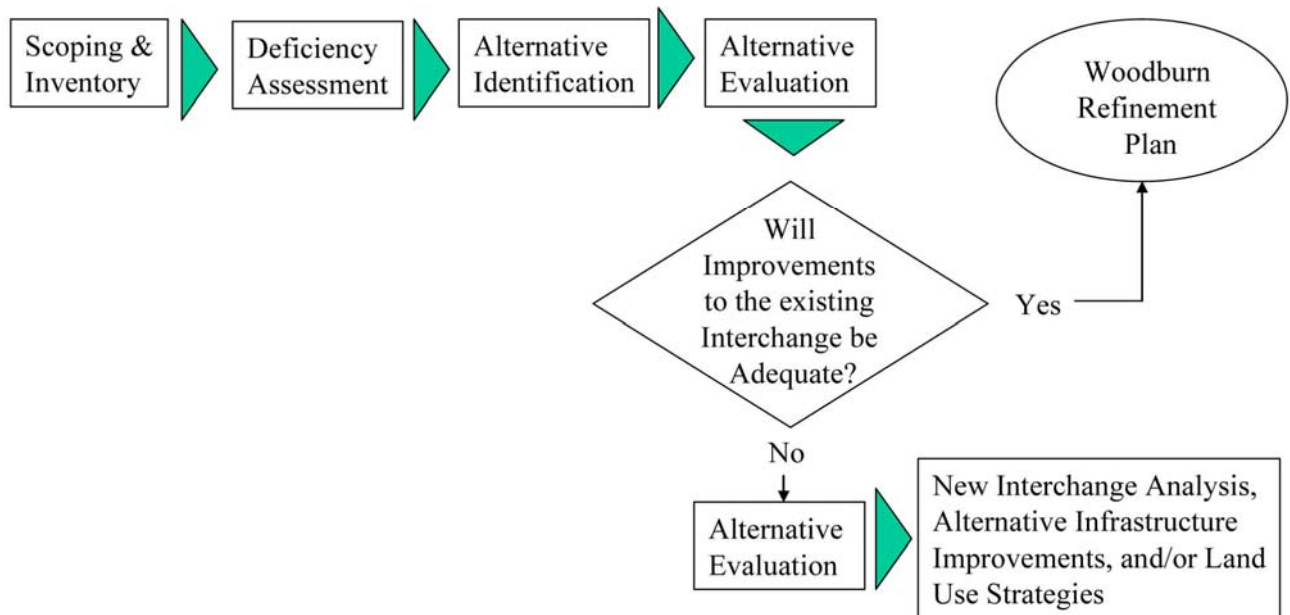 Scoping &
Inventory
Deficiency
Assessment
Alternative
Identification
Alternative
Evaluation
Woodburn
Refinement
Plan
Will
Improvements
to the existing
Interchange be
Adequate?
Yes
No
Alternative
Evaluation
New Interchange Analysis,
Alternative Infrastructure
Improvements, and/or Land
Use Strategies